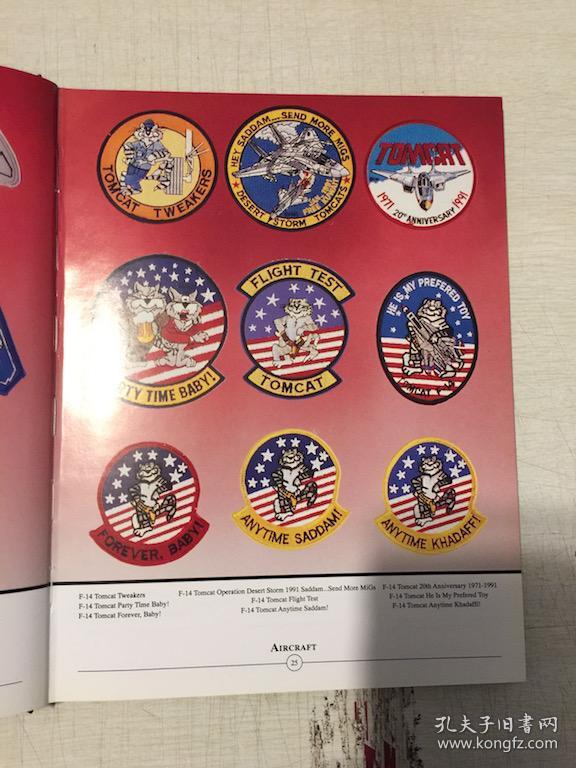 TOMCAT TWEAKERS
HEY SADDAM....SEND MORE MIGS
DESERT STORM TOMCATS
TOMCAT
1971 20th ANNIVERSARY 1991
PARTY TIME BABY!
FLIGHT TEST
TOMCAT
HE IS MY PREFERED TOY
FOREVER, BABY!
ANYTIME SADDAM!
ANYTIME KHADAFF!
F-14 Tomcat Tweakers
F-14 Tomcat Operation Desert Storm 1991 Saddam...Send More MiGs
F-14 Tomcat 20th Anniversary 1971-1991
F-14 Tomcat Party Time Baby!
F-14 Tomcat Flight Test
F-14 Tomcat He Is My Prefered Toy
F-14 Tomcat Forever, Baby!
F-14 Tomcat Anytime Saddam!
F-14 Tomcat Anytime Khadaffi!
AIRCRAFT
25
孔夫子旧书网
www.kongfz.com